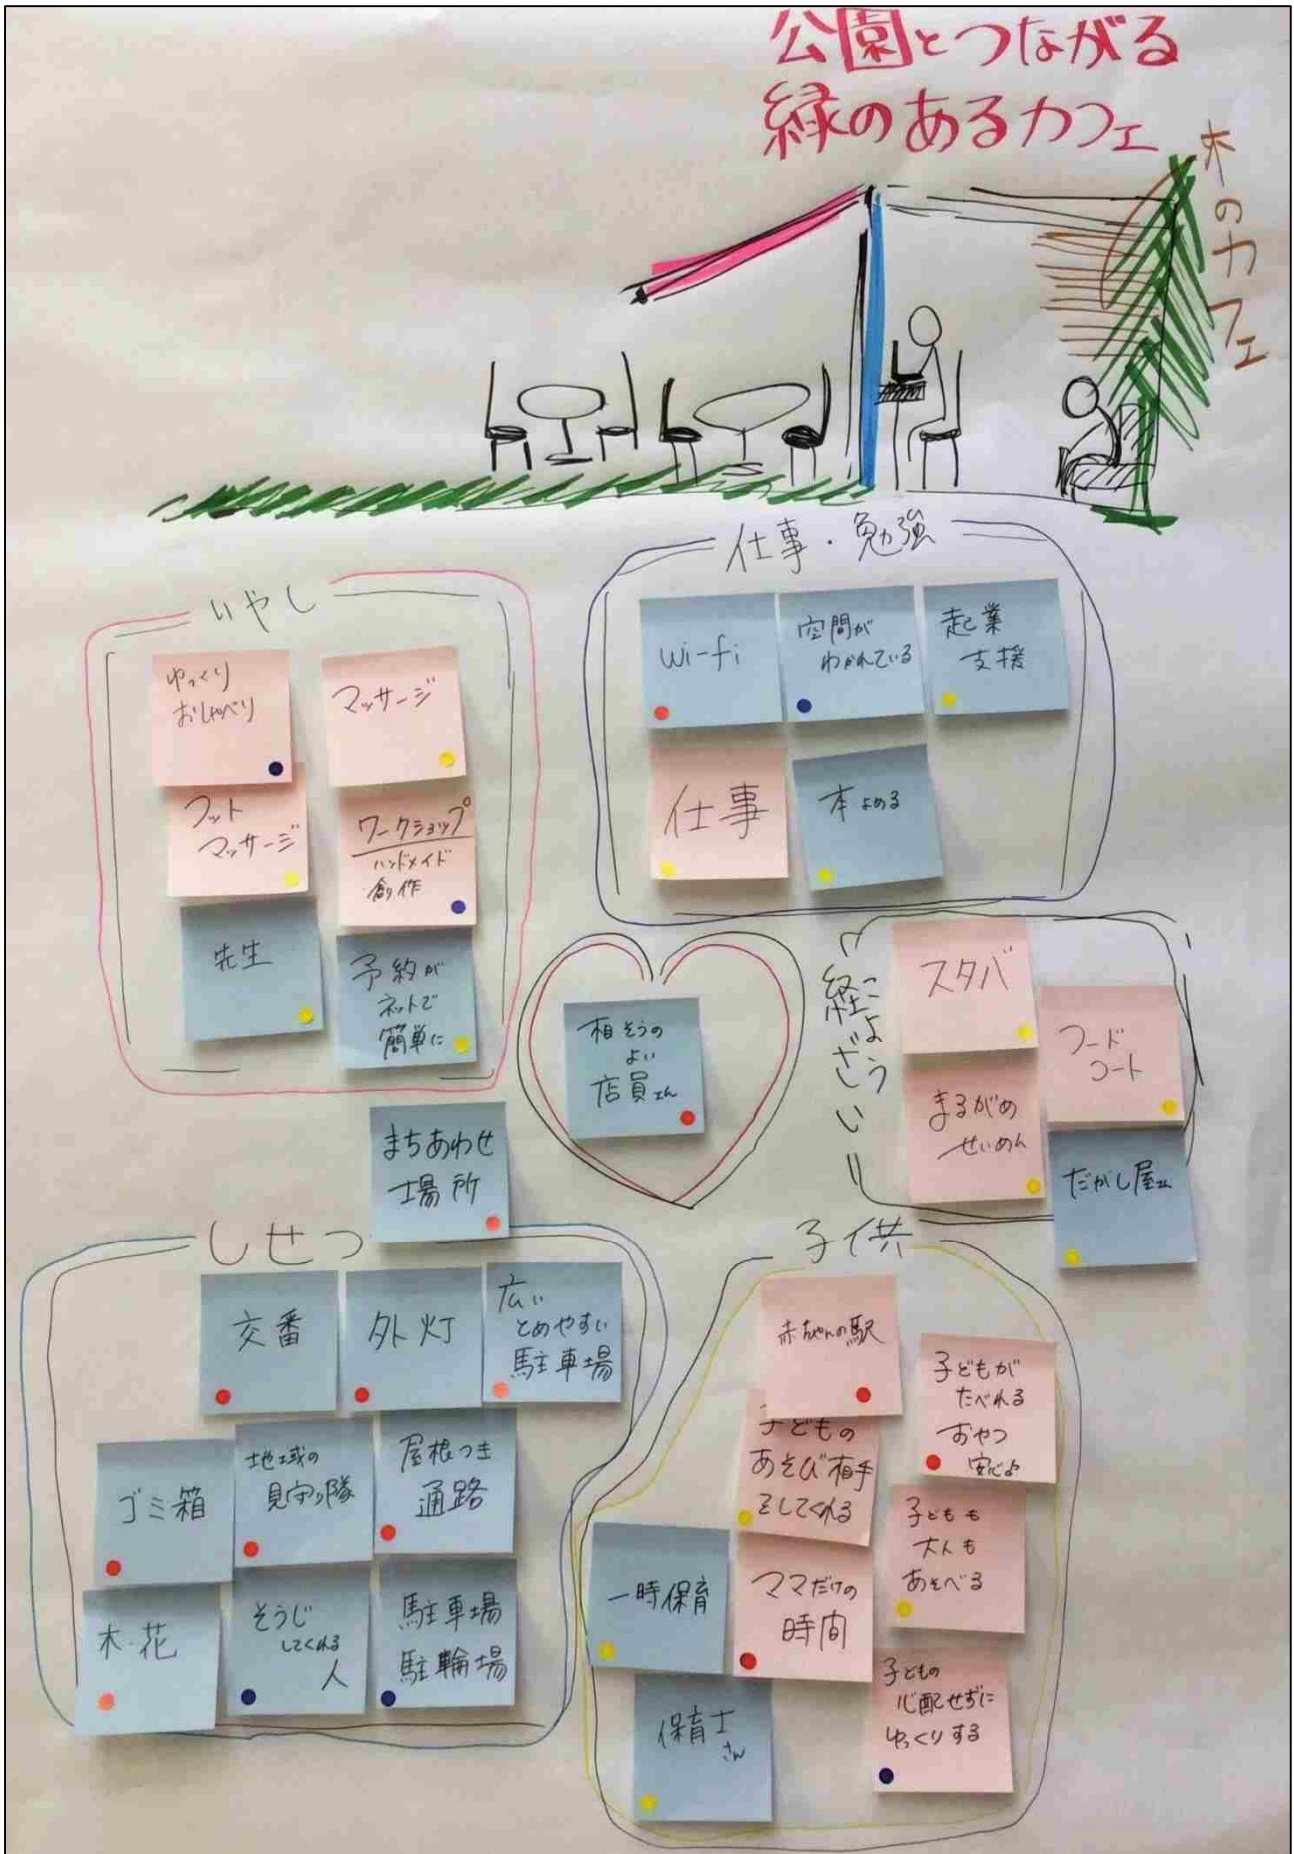 公園とつながる
緑のあるカフェ
木のカフェ
いやし
ゆっくり
おしゃべり
マッサージ
フット
マッサージ
ワークショップ
ハンドメイド
創作
先生
予約が
ネットで
簡単に
仕事・勉強
wi-fi
空間が
わかれている
起業
支援
仕事
本よめる
相そうの
よい
店員さん
経ざい
こよう
スタバ
フード
コート
まるがめ
せいめん
だがし屋さん
まちあわせ
場所
しせつ
交番
外灯
広い
とめやすい
駐車場
ゴミ箱
地域の
見守り隊
屋根つき
通路
木・花
そうじ
してくれる
人
駐車場
駐輪場
子供
赤ちゃんの駅
子どもが
たべれる
おやつ
子どもの
あそび相手
をしてくれる
子どもも
大人も
あそべる
一時保育
ママだけの
時間
保育士
さん
子どもの
心配せずに
ゆっくりする